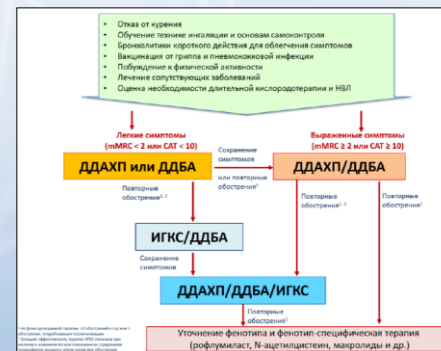 • Отказ от курения
• Обучение технике ингаляции и основам самоконтроля
• Бронхолитики короткого действия для облегчения симптомов
• Вакцинация от гриппа и пневмококковой инфекции
• Побуждение к физической активности
• Лечение сопутствующих заболеваний
• Оценка необходимости длительной кислородотерапии и НВЛ
Легкие симптомы
(mMRC < 2 или CAT < 10)
Выраженные симптомы
(mMRC ≥ 2 или CAT ≥ 10)
ДДАХП или ДДБА
Сохранение
симптомов
или повторные
обострения¹
ДДАХП/ДДБА
Повторные
обострения¹˒ ²
Повторные
обострения¹˒ ²
Повторные
обострения¹
ИГКС/ДДБА
Сохранение
симптомов
ДДАХП/ДДБА/ИГКС
Повторные
обострения¹
Уточнение фенотипа и фенотип-специфическая терапия
(рофлумиласт, N-ацетилцистеин, макролиды и др.)